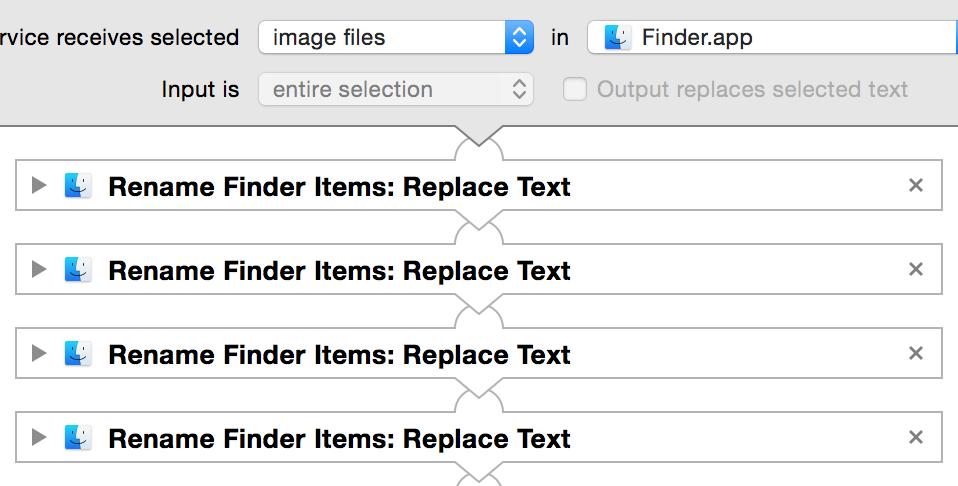 rvice receives selected image files in Finder.app
Input is entire selection Output replaces selected text
Rename Finder Items: Replace Text
Rename Finder Items: Replace Text
Rename Finder Items: Replace Text
Rename Finder Items: Replace Text